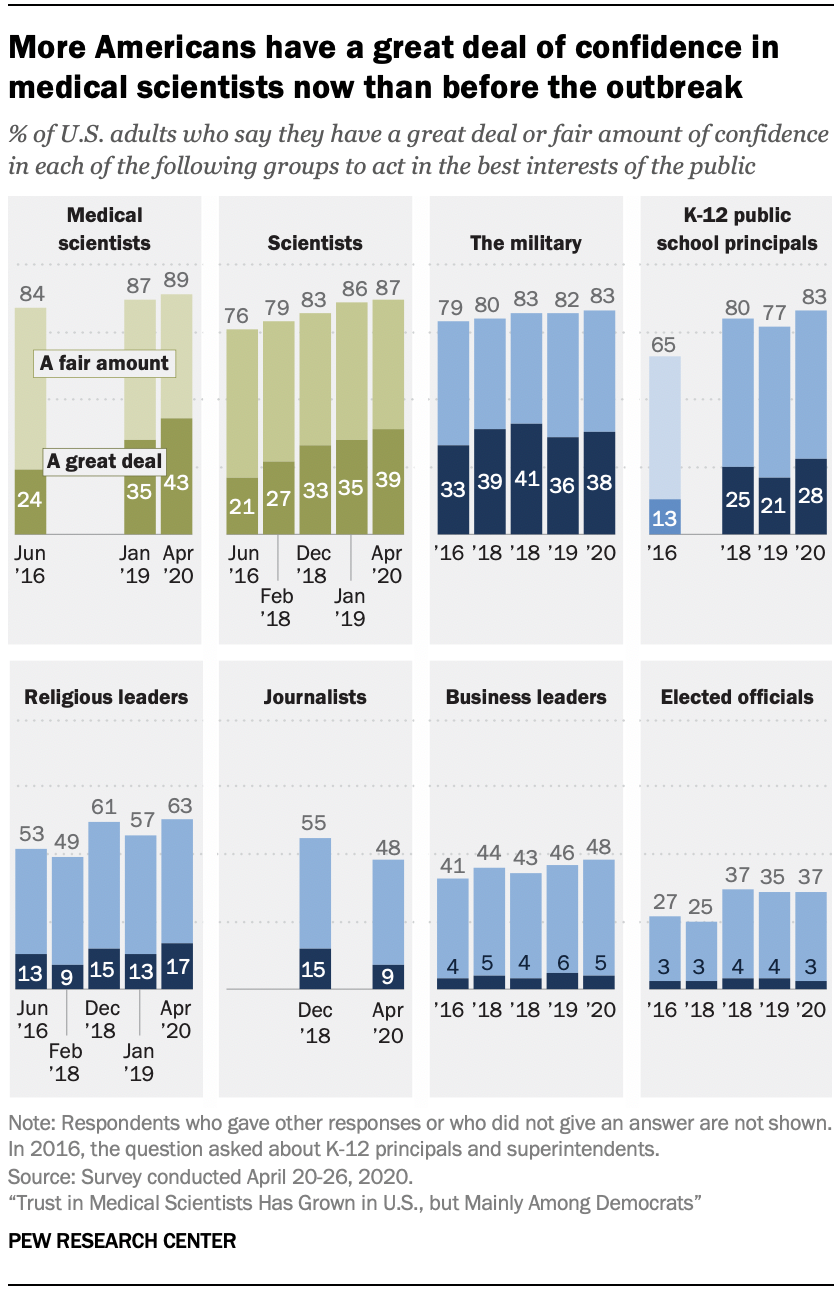 More Americans have a great deal of confidence in
medical scientists now than before the outbreak
% of U.S. adults who say they have a great deal or fair amount of confidence
in each of the following groups to act in the best interests of the public
Medical
scientists
84
87
89
A fair amount
A great deal
24
35
43
Jun
’16
Jan
’19
Apr
’20
Scientists
76
79
83
86
87
21
27
33
35
39
Jun
’16
Feb
’18
Dec
’18
Jan
’19
Apr
’20
The military
79
80
83
82
83
33
39
41
36
38
’16
’18
’18
’19
’20
K-12 public
school principals
65
80
77
83
13
25
21
28
’16
’18
’19
’20
Religious leaders
53
49
61
57
63
13
9
15
13
17
Jun
’16
Feb
’18
Dec
’18
Jan
’19
Apr
’20
Journalists
55
48
15
9
Dec
’18
Apr
’20
Business leaders
41
44
43
46
48
4
5
4
6
5
’16
’18
’18
’19
’20
Elected officials
27
25
37
35
37
3
3
4
4
3
’16
’18
’18
’19
’20
Note: Respondents who gave other responses or who did not give an answer are not shown.
In 2016, the question asked about K-12 principals and superintendents.
Source: Survey conducted April 20-26, 2020.
“Trust in Medical Scientists Has Grown in U.S., but Mainly Among Democrats”
PEW RESEARCH CENTER